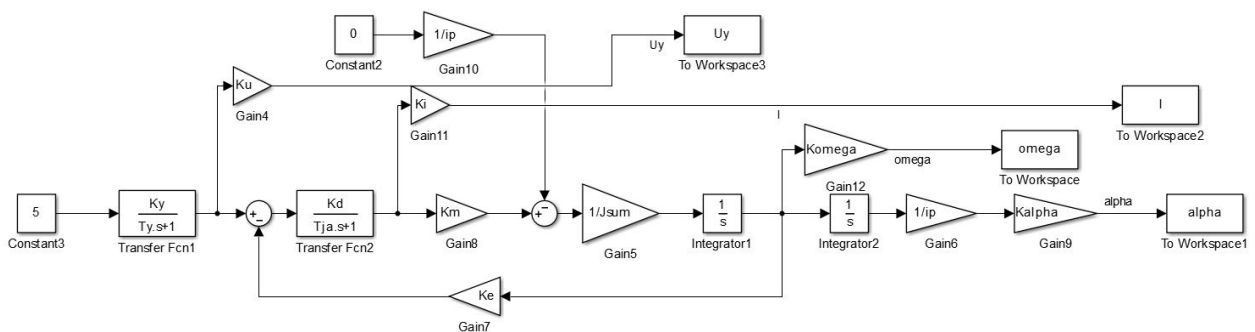 0
Constant2
1/ip
Gain10
Uy
Uy
To Workspace3
Ku
Gain4
Ki
Gain11
I
I
To Workspace2
Komega
Gain12
omega
omega
To Workspace
5
Constant3
Ky
Ty.s+1
Transfer Fcn1
+
−
Kd
Tja.s+1
Transfer Fcn2
Km
Gain8
+
−
1/Jsum
Gain5
1
s
Integrator1
1
s
Integrator2
1/ip
Gain6
Kalpha
Gain9
alpha
alpha
To Workspace1
Ke
Gain7